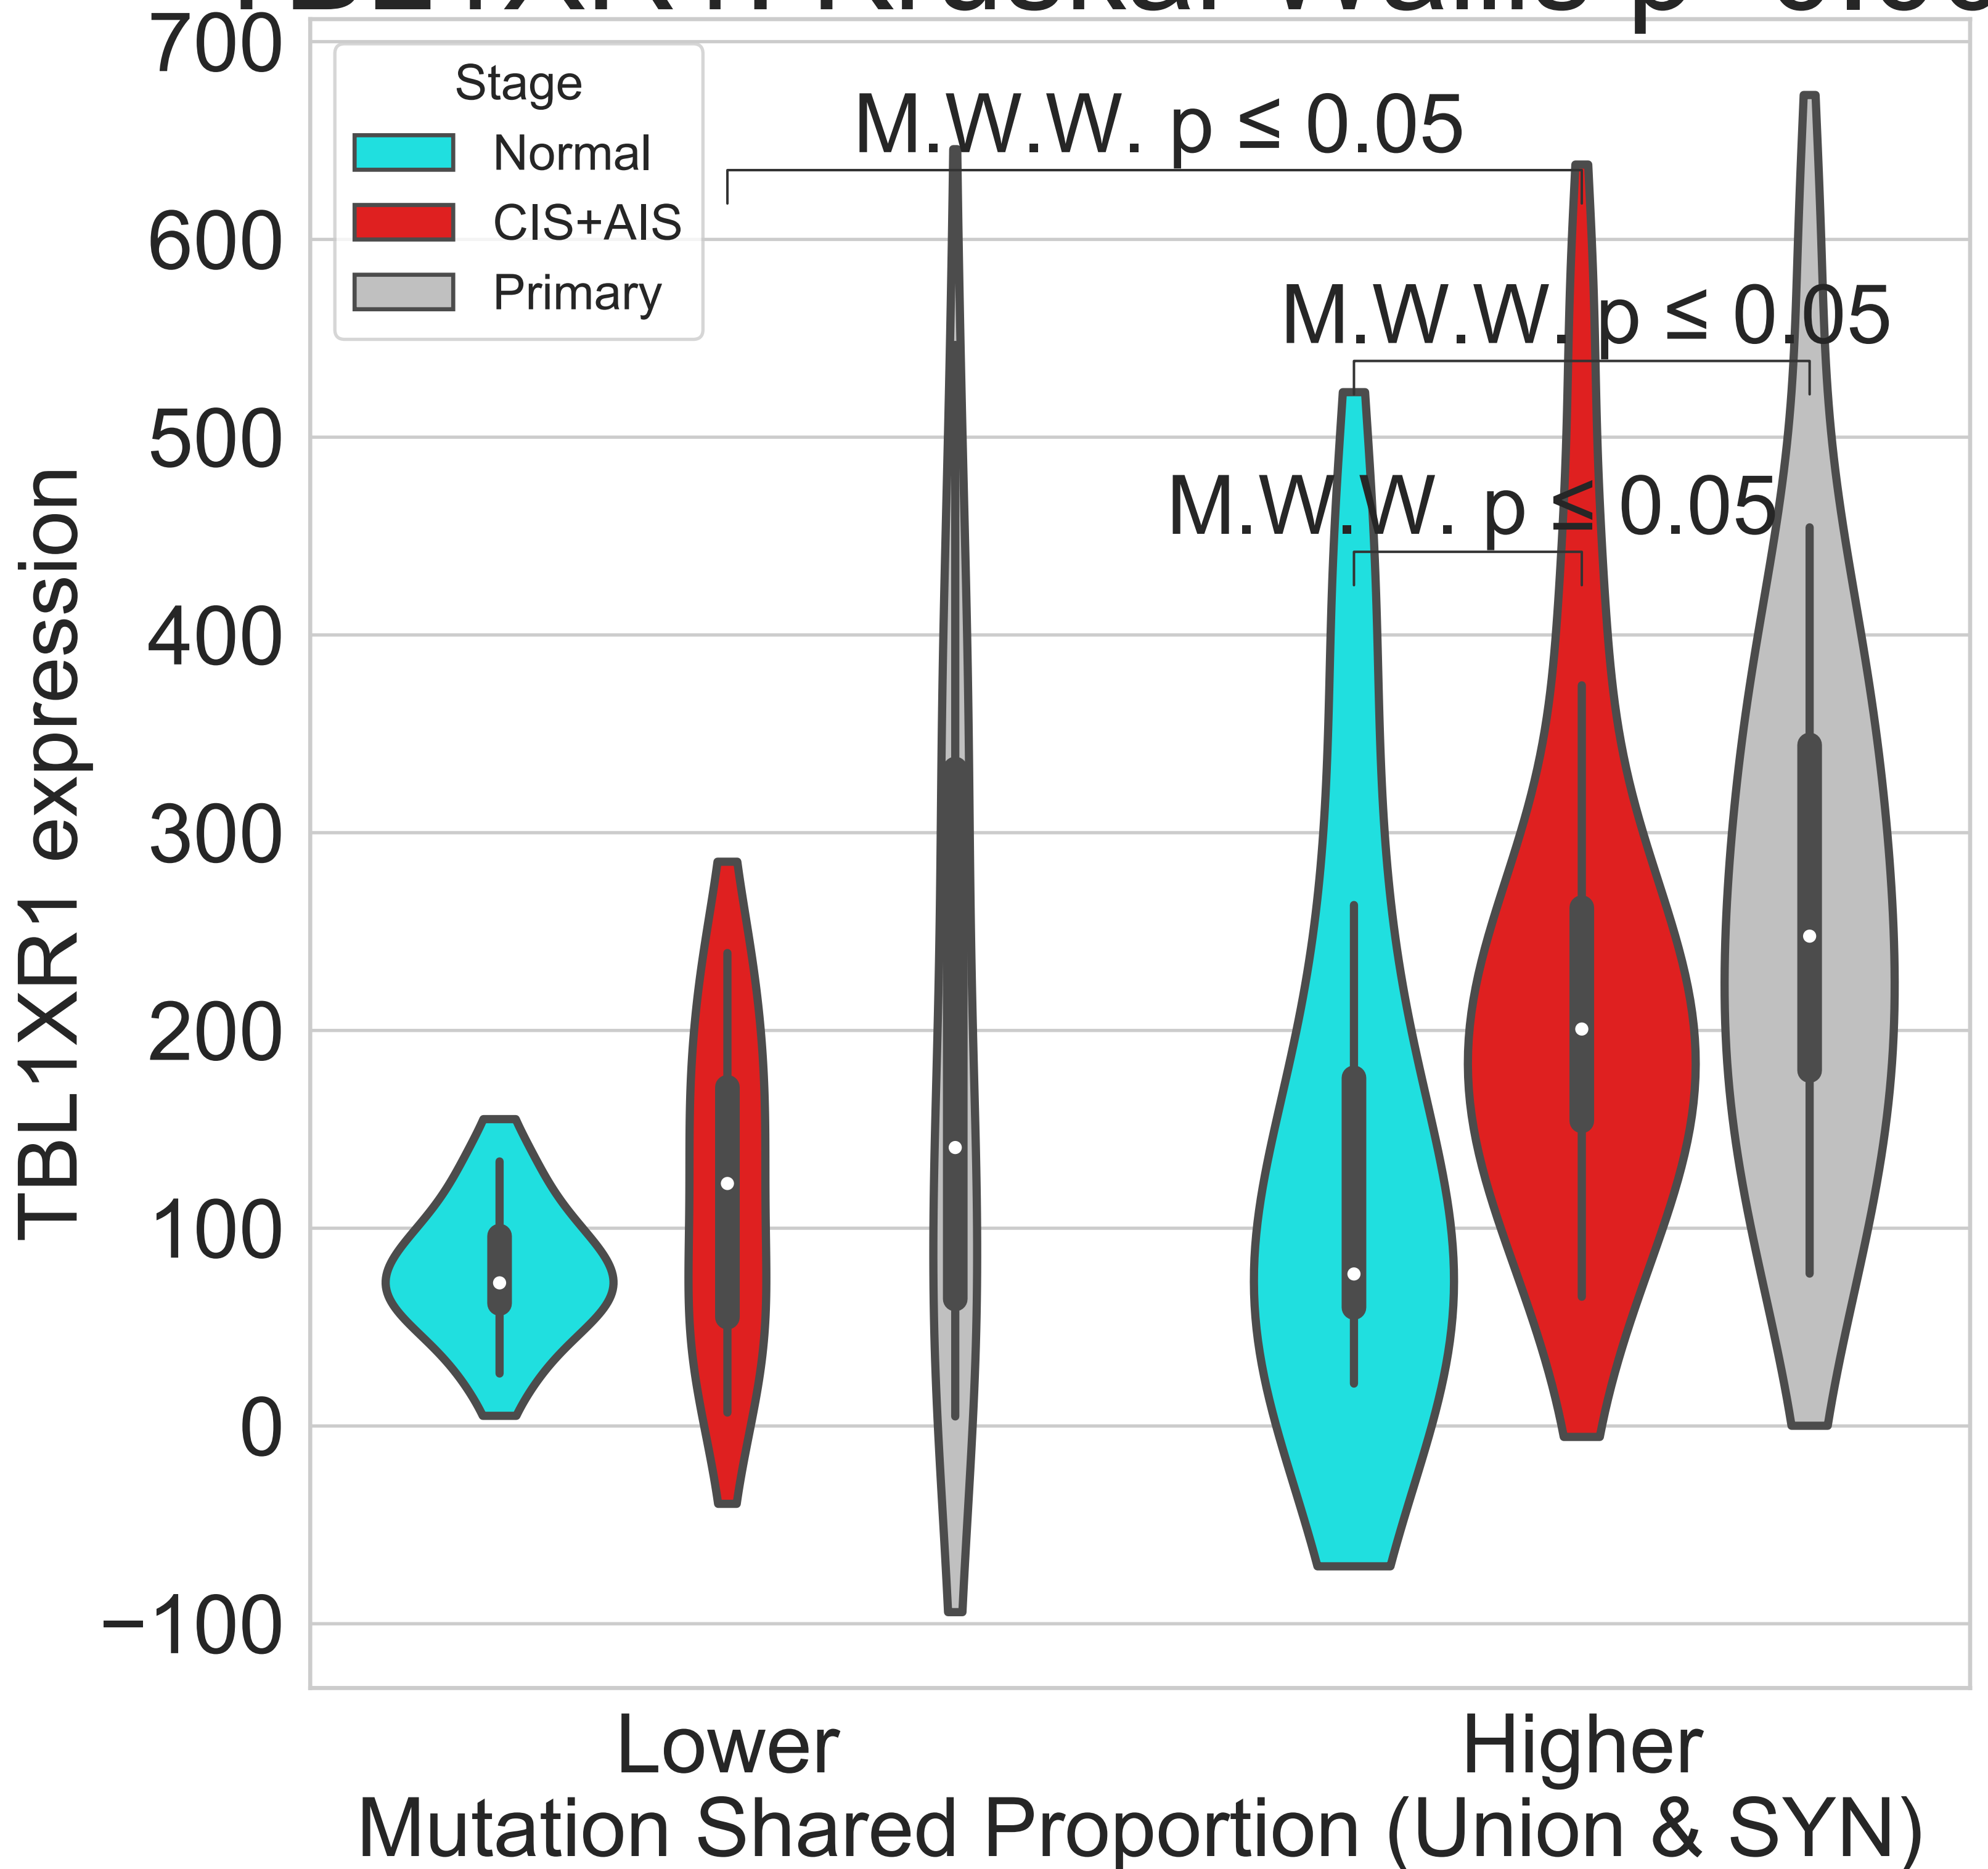 700
600
500
400
300
200
100
0
−100
TBL1XR1 expression
Stage
Normal
CIS+AIS
Primary
M.W.W. p ≤ 0.05
M.W.W. p ≤ 0.05
M.W.W. p ≤ 0.05
Lower
Higher
Mutation Shared Proportion (Union & SYN)